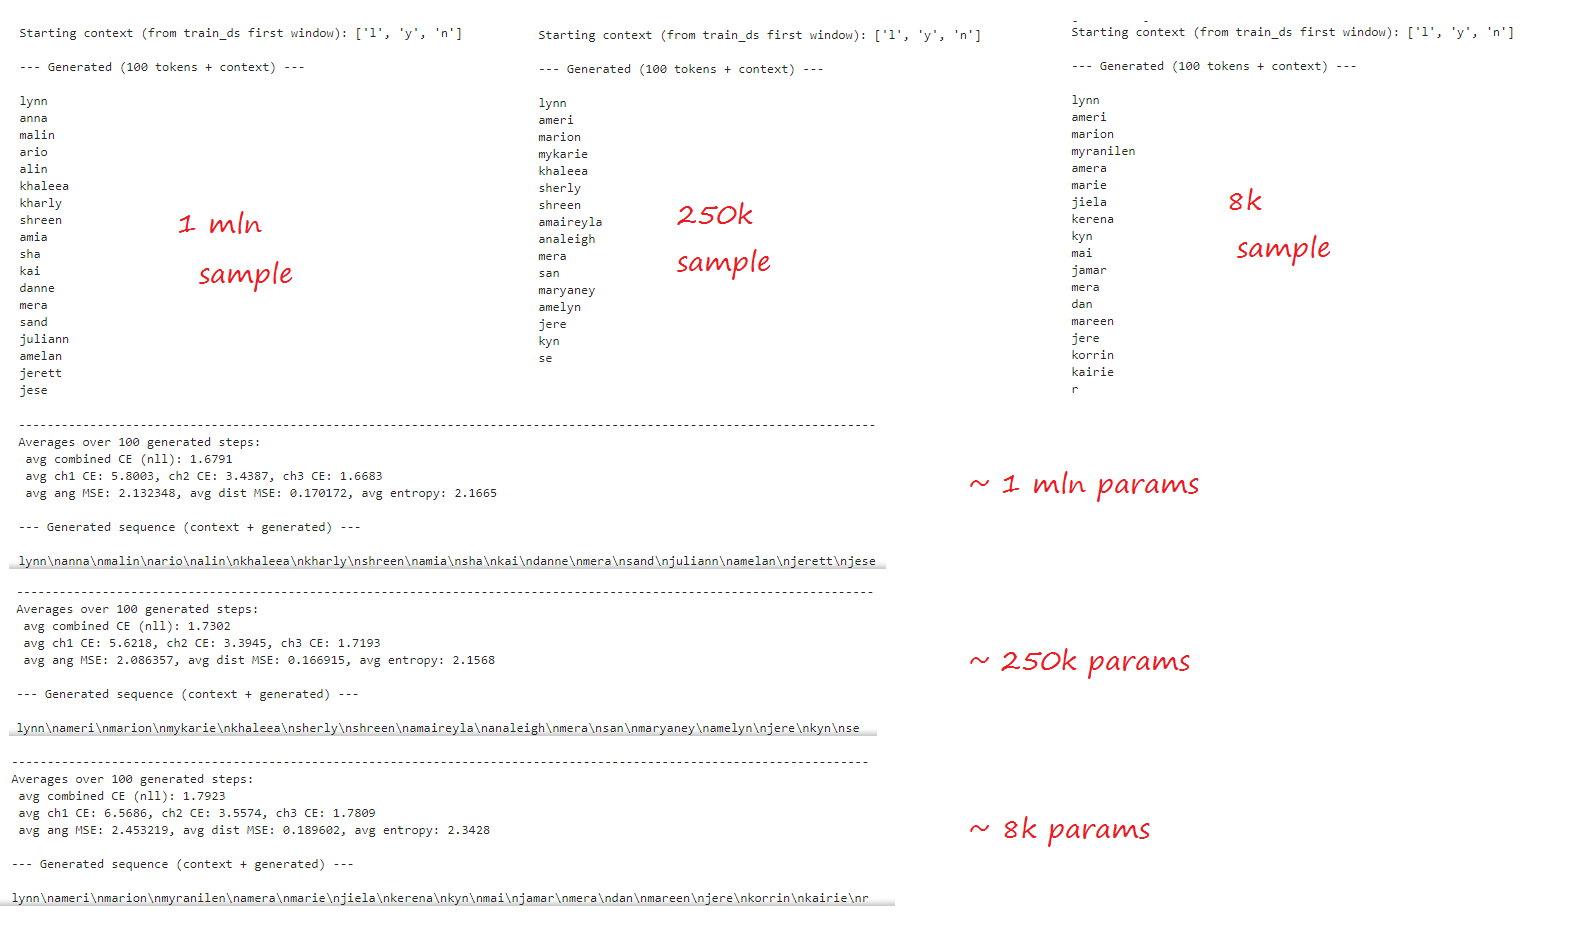 Starting context (from train_ds first window): ['l', 'y', 'n']
--- Generated (100 tokens + context) ---
lynn
anna
malin
ario
alin
khaleea
kharly
shreen
amia
sha
kai
danne
mera
sand
juliann
amelan
jerett
jese
1 mln
sample
Starting context (from train_ds first window): ['l', 'y', 'n']
--- Generated (100 tokens + context) ---
lynn
ameri
marion
mykarie
khaleea
sherly
shreen
amaireyla
analeigh
mera
san
maryaney
amelyn
jere
kyn
se
250k
sample
Starting context (from train_ds first window): ['l', 'y', 'n']
--- Generated (100 tokens + context) ---
lynn
ameri
marion
myranilen
amera
marie
jiela
kerena
kyn
mai
jamar
mera
dan
mareen
jere
korrin
kairie
r
8k
sample
------------------------------------------------------------------------------------------------------------------------
Averages over 100 generated steps:
avg combined CE (nll): 1.6791
avg ch1 CE: 5.8003, ch2 CE: 3.4387, ch3 CE: 1.6683
avg ang MSE: 2.132348, avg dist MSE: 0.170172, avg entropy: 2.1665
--- Generated sequence (context + generated) ---
lynn\nanna\nmalin\nario\nalin\nkhaleea\nkharly\nshreen\namia\nsha\nkai\ndanne\nmera\nsand\njuliann\namelan\njerett\njese
~ 1 mln params
------------------------------------------------------------------------------------------------------------------------
Averages over 100 generated steps:
avg combined CE (nll): 1.7302
avg ch1 CE: 5.6218, ch2 CE: 3.3945, ch3 CE: 1.7193
avg ang MSE: 2.086357, avg dist MSE: 0.166915, avg entropy: 2.1568
--- Generated sequence (context + generated) ---
lynn\nameri\nmarion\nmykarie\nkhaleea\nsherly\nshreen\namaireyla\nanaleigh\nmera\nsan\nmaryaney\namelyn\njere\nkyn\nse
~ 250k params
------------------------------------------------------------------------------------------------------------------------
Averages over 100 generated steps:
avg combined CE (nll): 1.7923
avg ch1 CE: 6.5686, ch2 CE: 3.5574, ch3 CE: 1.7809
avg ang MSE: 2.453219, avg dist MSE: 0.189602, avg entropy: 2.3428
--- Generated sequence (context + generated) ---
lynn\nameri\nmarion\nmyranilen\namera\nmarie\njiela\nkerena\nkyn\nmai\njamar\nmera\ndan\nmareen\njere\nkorrin\nkairie\nr
~ 8k params